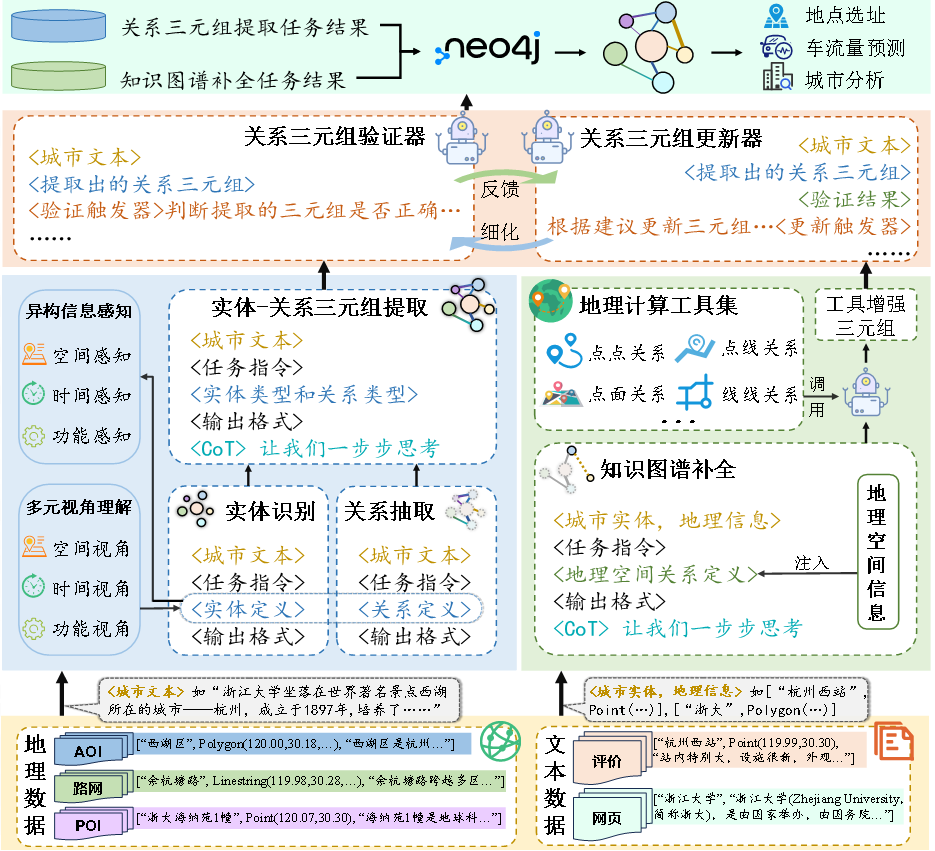 关系三元组提取任务结果
知识图谱补全任务结果
neo4j
地点选址
车流量预测
城市分析
关系三元组验证器
<城市文本>
<提取出的关系三元组>
<验证触发器>判断提取的三元组是否正确…
……
反馈
细化
关系三元组更新器
<城市文本>
<提取出的关系三元组>
<验证结果>
根据建议更新三元组…<更新触发器>
……
异构信息感知
空间感知
时间感知
功能感知
多元视角理解
空间视角
时间视角
功能视角
实体-关系三元组提取
<城市文本>
<任务指令>
<实体类型和关系类型>
<输出格式>
<CoT> 让我们一步步思考
实体识别
<城市文本>
<任务指令>
<实体定义>
<输出格式>
关系抽取
<城市文本>
<任务指令>
<关系定义>
<输出格式>
地理计算工具集
点点关系
点线关系
点面关系
线线关系
...
调用
工具增强
三元组
知识图谱补全
<城市实体，地理信息>
<任务指令>
<地理空间关系定义>
<输出格式>
<CoT> 让我们一步步思考
注入
地理空间信息
<城市文本> 如“浙江大学坐落在世界著名景点西湖
所在的城市——杭州，成立于1897年,培养了……”
<城市实体，地理信息> 如[“杭州西站”,
Point(…)],[“浙大”,Polygon(…)]
地理数据
AOI
[“西湖区”, Polygon(120.00,30.18,…), “西湖区是杭州…”]
路网
[“余杭塘路”, Linestring(119.98,30.28,…), “余杭塘路跨越多区…”]
POI
[“浙大海纳苑1幢”, Point(120.07,30.30), “海纳苑1幢是地球科…”]
文本数据
评价
[“杭州西站”, Point(119.99,30.30),
“站内特别大，设施很新，外观…”]
网页
[“浙江大学”, “浙江大学(Zhejiang University,
简称浙大)，是由国家举办，由国务院…”]